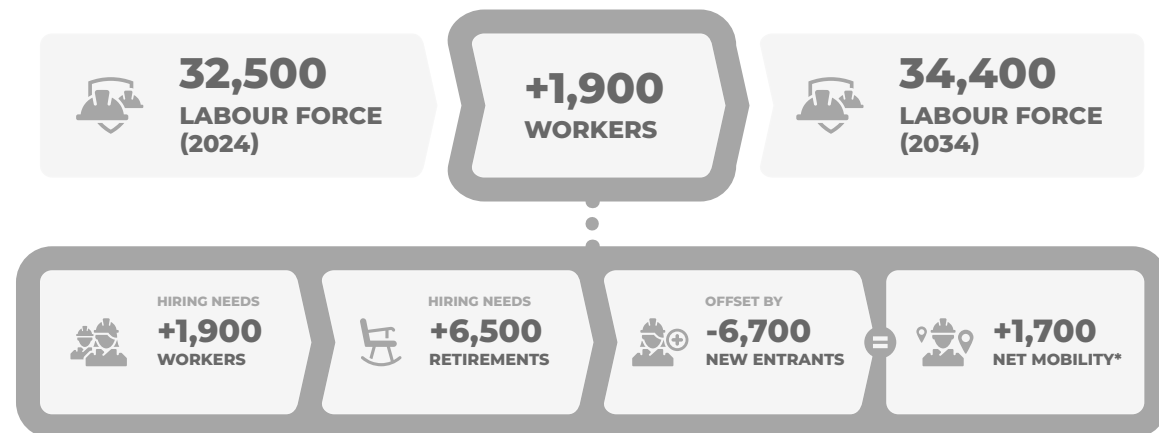 32,500
LABOUR FORCE
(2024)
+1,900
WORKERS
34,400
LABOUR FORCE
(2034)
HIRING NEEDS
+1,900
WORKERS
HIRING NEEDS
+6,500
RETIREMENTS
OFFSET BY
-6,700
NEW ENTRANTS
=
+1,700
NET MOBILITY*